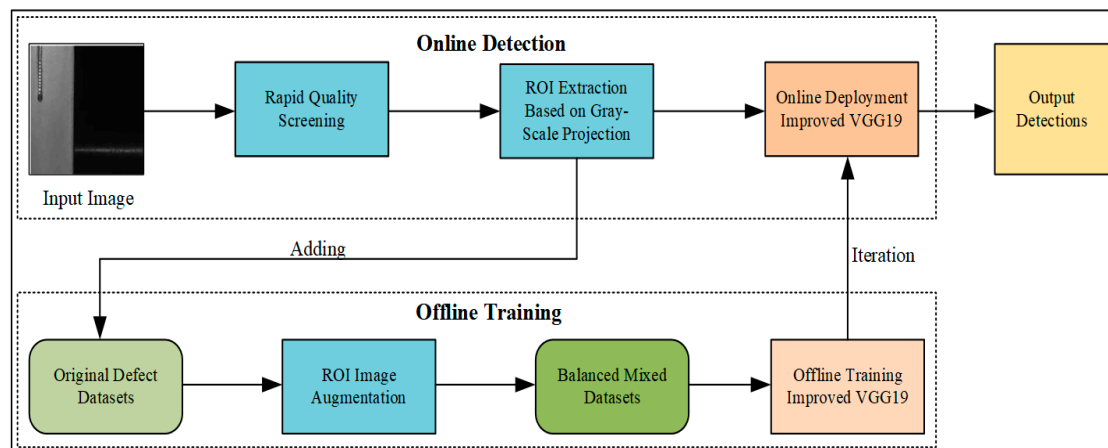 Online Detection
Input Image
Rapid Quality
Screening
ROI Extraction
Based on Gray-
Scale Projection
Online Deployment
Improved VGG19
Output
Detections
Adding
Iteration
Offline Training
Original Defect
Datasets
ROI Image
Augmentation
Balanced Mixed
Datasets
Offline Training
Improved VGG19